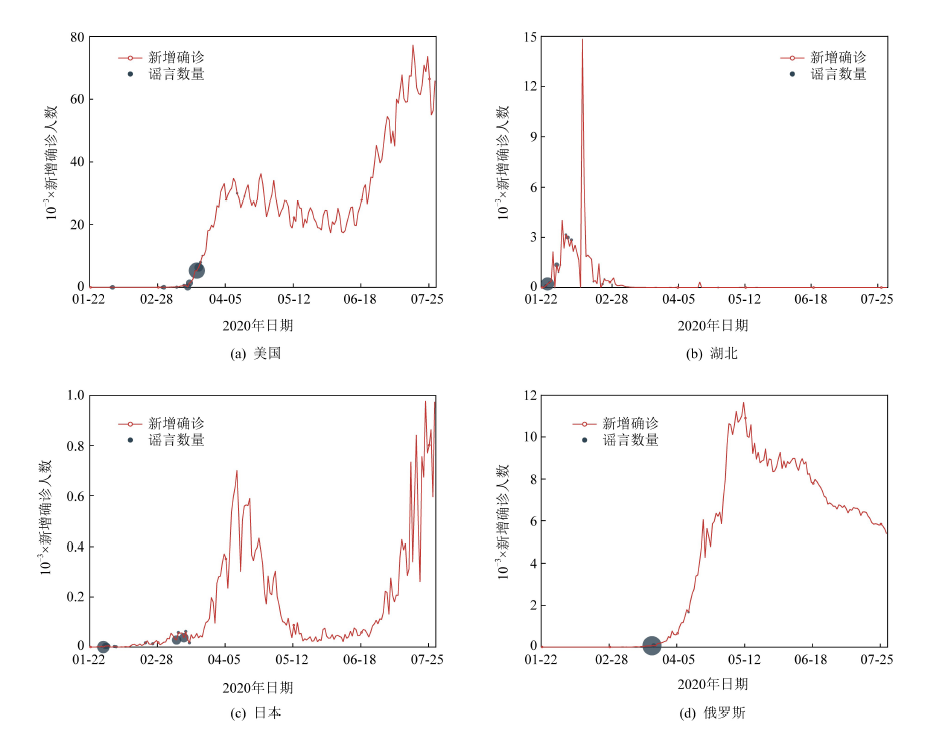 80
60
40
20
0
10⁻³×新增确诊人数
新增确诊
谣言数量
01-22
02-28
04-05
05-12
06-18
07-25
2020年日期
(a) 美国
15
12
9
6
3
0
10⁻³×新增确诊人数
新增确诊
谣言数量
01-22
02-28
04-05
05-12
06-18
07-25
2020年日期
(b) 湖北
1.0
0.8
0.6
0.4
0.2
0
10⁻³×新增确诊人数
新增确诊
谣言数量
01-22
02-28
04-05
05-12
06-18
07-25
2020年日期
(c) 日本
12
10
8
6
4
2
0
10⁻³×新增确诊人数
新增确诊
谣言数量
01-22
02-28
04-05
05-12
06-18
07-25
2020年日期
(d) 俄罗斯